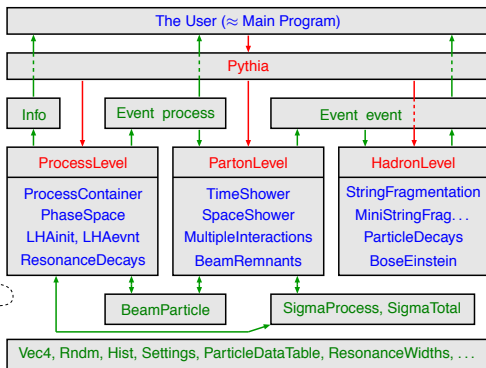 The User (≈ Main Program)
Pythia
Info
Event process
Event event
ProcessLevel
ProcessContainer
PhaseSpace
LHAinit, LHAevnt
ResonanceDecays
PartonLevel
TimeShower
SpaceShower
MultipleInteractions
BeamRemnants
HadronLevel
StringFragmentation
MiniStringFrag...
ParticleDecays
BoseEinstein
BeamParticle
SigmaProcess, SigmaTotal
Vec4, Rndm, Hist, Settings, ParticleDataTable, ResonanceWidths, ...